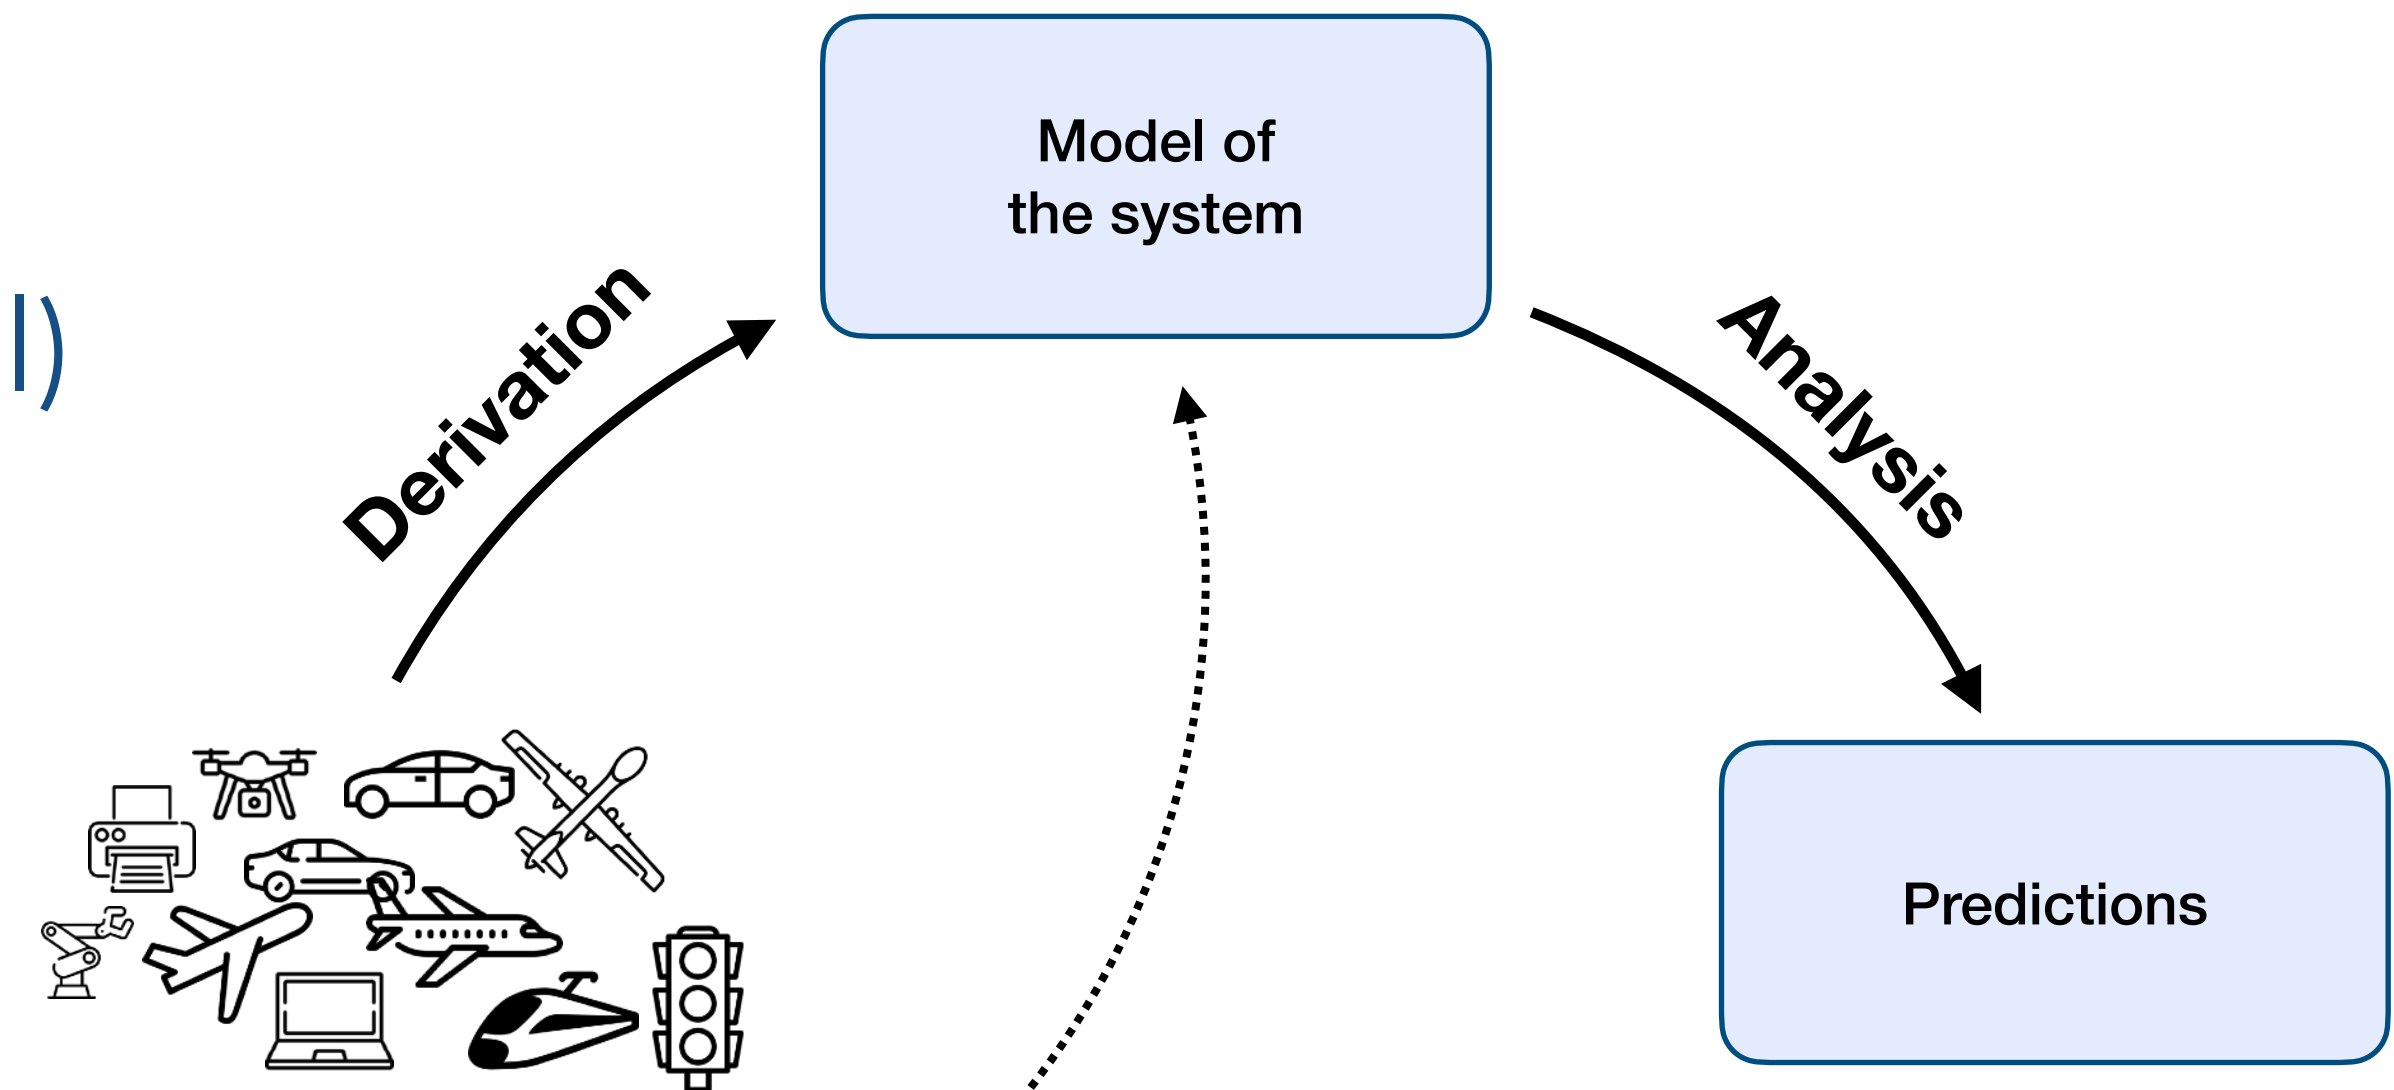 Model of
the system
l)
Derivation
Analysis
Predictions